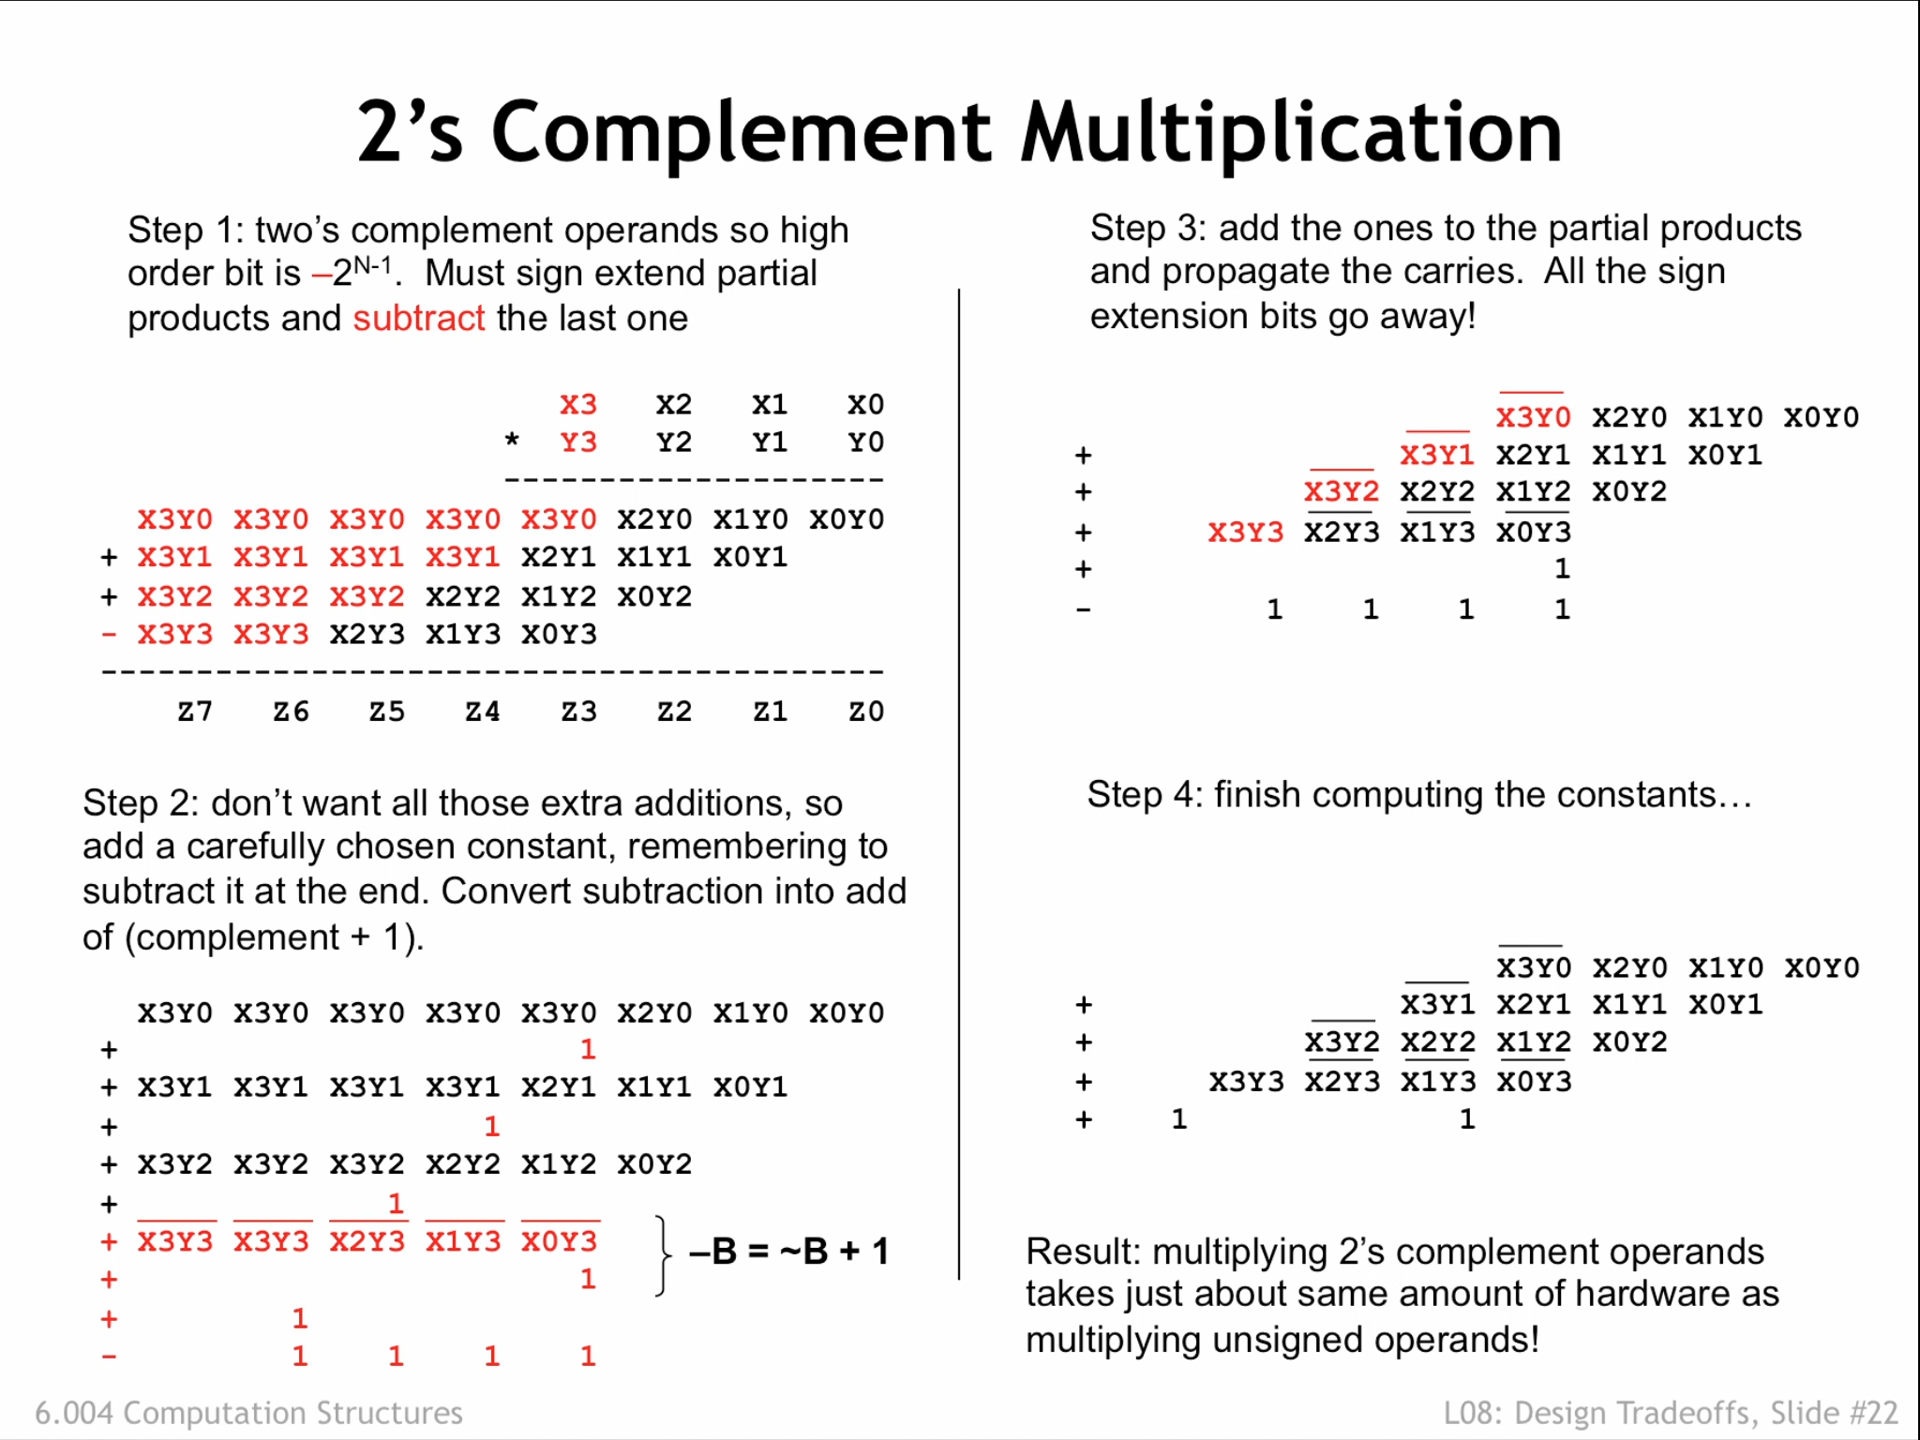 2's Complement Multiplication
Step 1: two's complement operands so high
order bit is –2N-1. Must sign extend partial
products and subtract the last one
X3 X2 X1 X0
* Y3 Y2 Y1 Y0
--------------------
X3Y0 X3Y0 X3Y0 X3Y0 X3Y0 X2Y0 X1Y0 X0Y0
+ X3Y1 X3Y1 X3Y1 X3Y1 X2Y1 X1Y1 X0Y1
+ X3Y2 X3Y2 X3Y2 X2Y2 X1Y2 X0Y2
- X3Y3 X3Y3 X2Y3 X1Y3 X0Y3
-----------------------------------------
Z7 Z6 Z5 Z4 Z3 Z2 Z1 Z0
Step 2: don't want all those extra additions, so
add a carefully chosen constant, remembering to
subtract it at the end. Convert subtraction into add
of (complement + 1).
X3Y0 X3Y0 X3Y0 X3Y0 X3Y0 X2Y0 X1Y0 X0Y0
+ 1
+ X3Y1 X3Y1 X3Y1 X3Y1 X2Y1 X1Y1 X0Y1
+ 1
+ X3Y2 X3Y2 X3Y2 X2Y2 X1Y2 X0Y2
+ 1
+ X3Y3 X3Y3 X2Y3 X1Y3 X0Y3
+ 1
–B = ~B + 1
+ 1
- 1 1 1 1
Step 3: add the ones to the partial products
and propagate the carries. All the sign
extension bits go away!
X3Y0 X2Y0 X1Y0 X0Y0
+ X3Y1 X2Y1 X1Y1 X0Y1
+ X3Y2 X2Y2 X1Y2 X0Y2
+ X3Y3 X2Y3 X1Y3 X0Y3
+ 1
- 1 1 1 1
Step 4: finish computing the constants…
X3Y0 X2Y0 X1Y0 X0Y0
+ X3Y1 X2Y1 X1Y1 X0Y1
+ X3Y2 X2Y2 X1Y2 X0Y2
+ X3Y3 X2Y3 X1Y3 X0Y3
+ 1 1
Result: multiplying 2's complement operands
takes just about same amount of hardware as
multiplying unsigned operands!
6.004 Computation Structures
L08: Design Tradeoffs, Slide #22